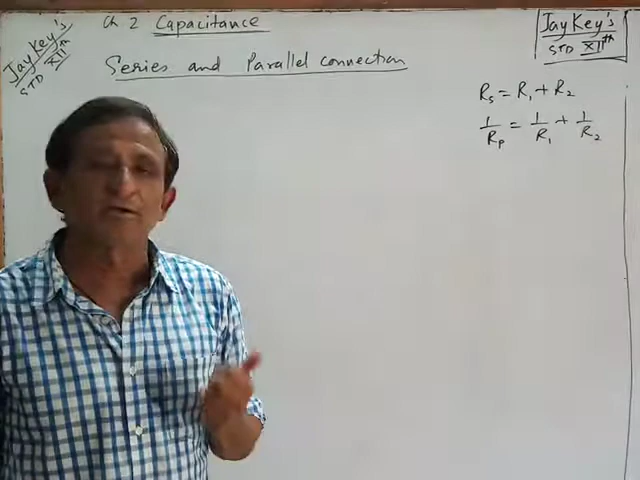 Jay Key's
STD XIIth
Ch 2 Capacitance
Series and Parallel connection
Jay Key's
STD XIIth
Rs = R1 + R2
1/Rp = 1/R1 + 1/R2